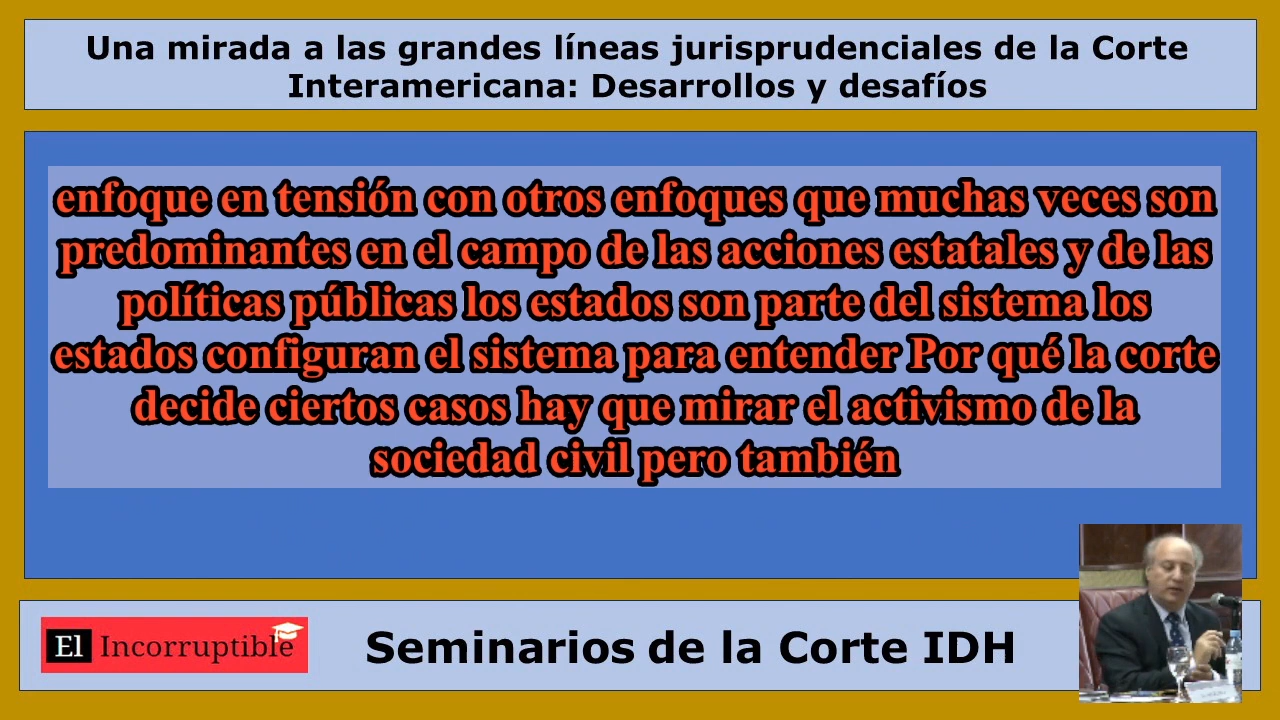 Una mirada a las grandes líneas jurisprudenciales de la Corte
Interamericana: Desarrollos y desafíos
enfoque en tensión con otros enfoques que muchas veces son
predominantes en el campo de las acciones estatales y de las
políticas públicas los estados son parte del sistema los
estados configuran el sistema para entender Por qué la corte
decide ciertos casos hay que mirar el activismo de la
sociedad civil pero también
El Incorruptible
Seminarios de la Corte IDH